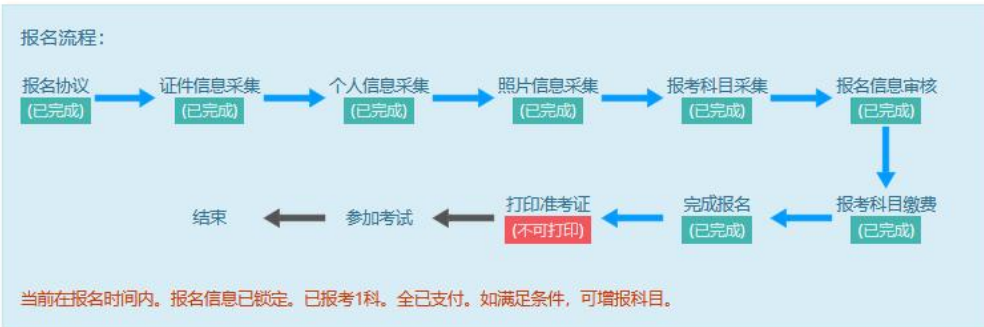 报名流程：
报名协议 证件信息采集 个人信息采集 照片信息采集 报考科目采集 报名信息审核
(已完成) (已完成) (已完成) (已完成) (已完成) (已完成)
结束 参加考试 打印准考证 完成报名 报考科目缴费
(不可打印) (已完成) (已完成)
当前在报名时间内。报名信息已锁定。已报考1科。全已支付。如满足条件，可增报科目。